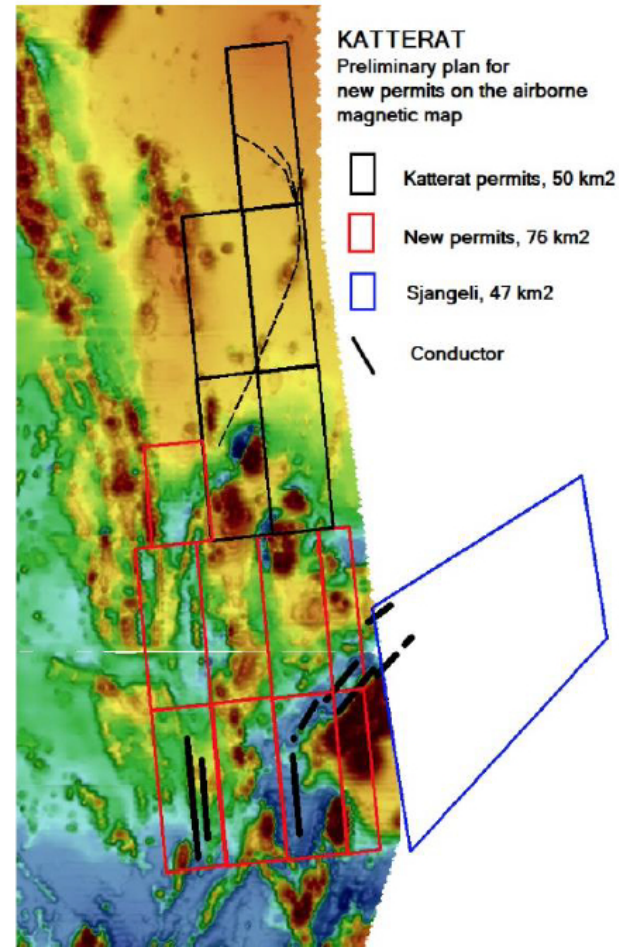 KATTERAT
Preliminary plan for
new permits on the airborne
magnetic map
Katterat permits, 50 km2
New permits, 76 km2
Sjangeli, 47 km2
Conductor